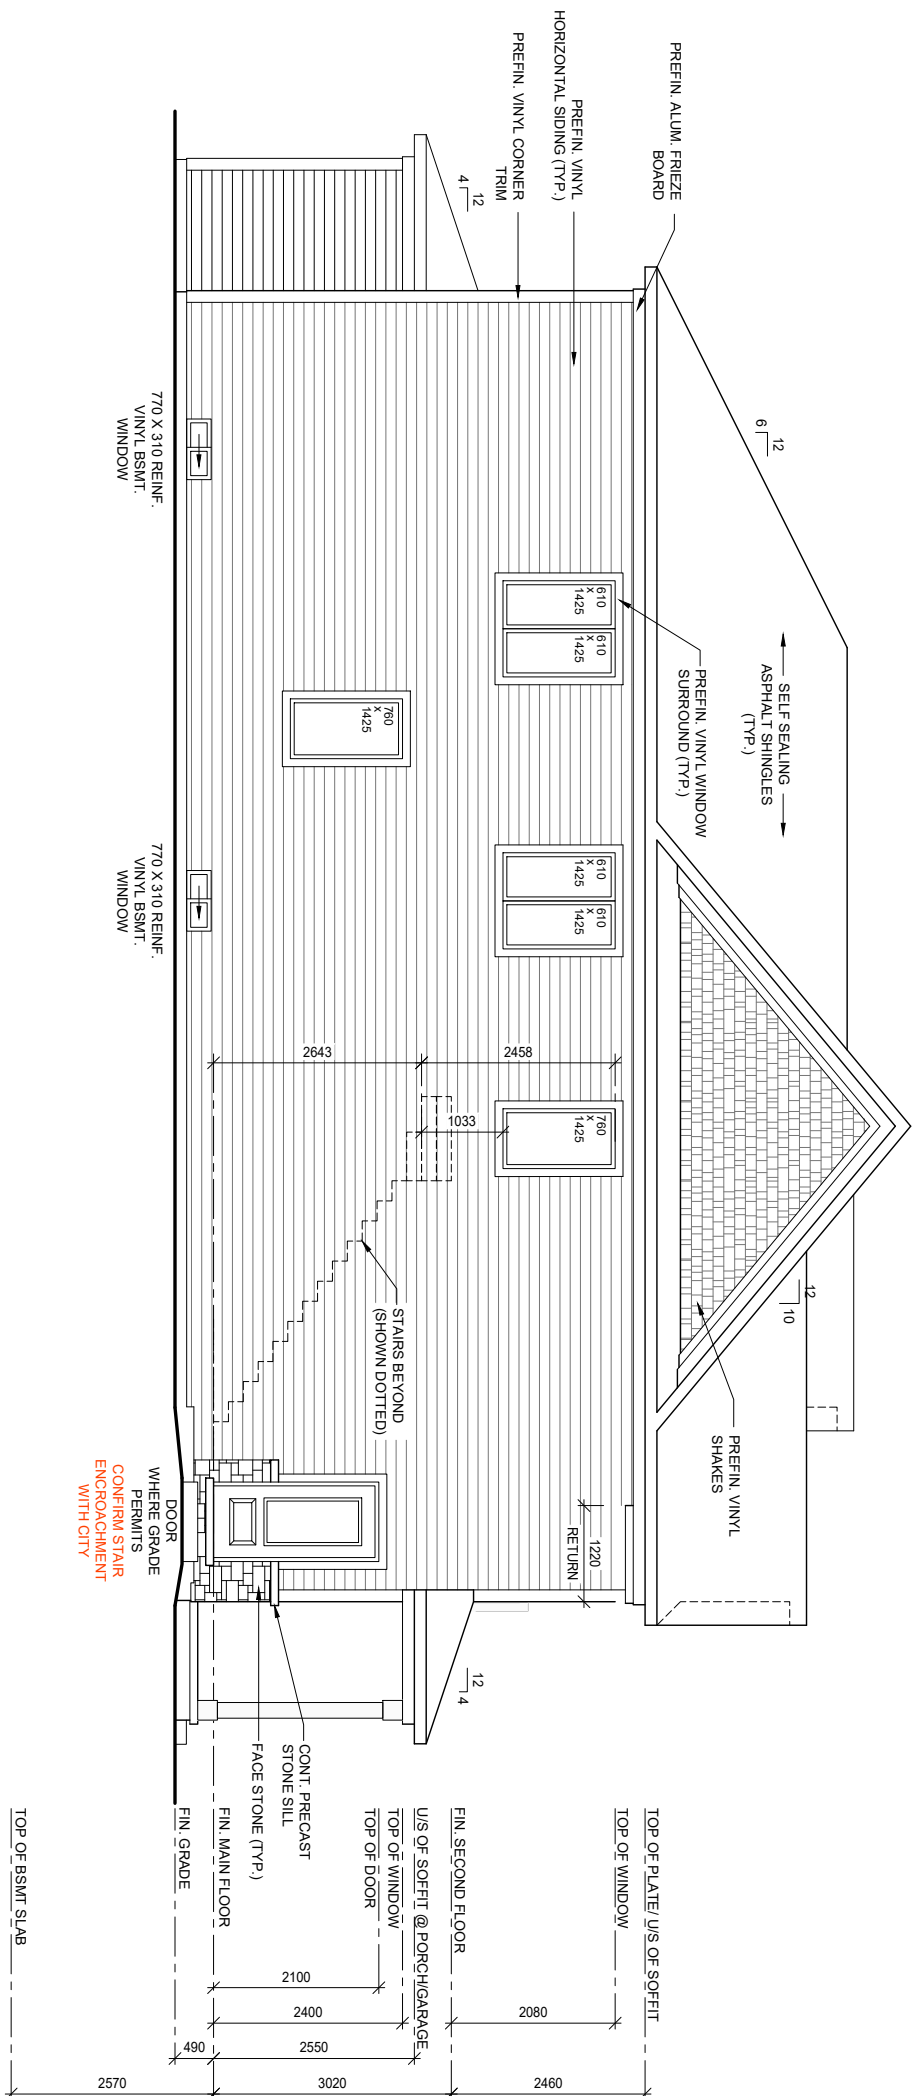 PREFIN. ALUM. FRIEZE
BOARD
PREFIN. VINYL
HORIZONTAL SIDING (TYP.)
PREFIN. VINYL CORNER
TRIM
12
4
12
6
SELF SEALING
ASPHALT SHINGLES
(TYP.)
PREFIN. VINYL WINDOW
SURROUND (TYP.)
610
X
1425
610
1425
760
X
1425
610
X
1425
610
1425
760
X
1425
770 X 310 REINF.
VINYL BSMT.
WINDOW
770 X 310 REINF.
VINYL BSMT.
WINDOW
2458
1033
2643
STAIRS BEYOND
(SHOWN DOTTED)
12
10
PREFIN. VINYL
SHAKES
1220
RETURN
DOOR
WHERE GRADE
PERMITS
CONFIRM STAIR
ENCROACHMENT
WITH CITY
12
4
CONT. PRECAST
STONE SILL
FACE STONE (TYP.)
TOP OF PLATE/ U/S OF SOFFIT
TOP OF WINDOW
FIN. SECOND FLOOR
U/S OF SOFFIT @ PORCH/GARAGE
TOP OF WINDOW
TOP OF DOOR
FIN. MAIN FLOOR
FIN. GRADE
TOP OF BSMT SLAB
2100
2400
2080
490
2550
2570
3020
2460